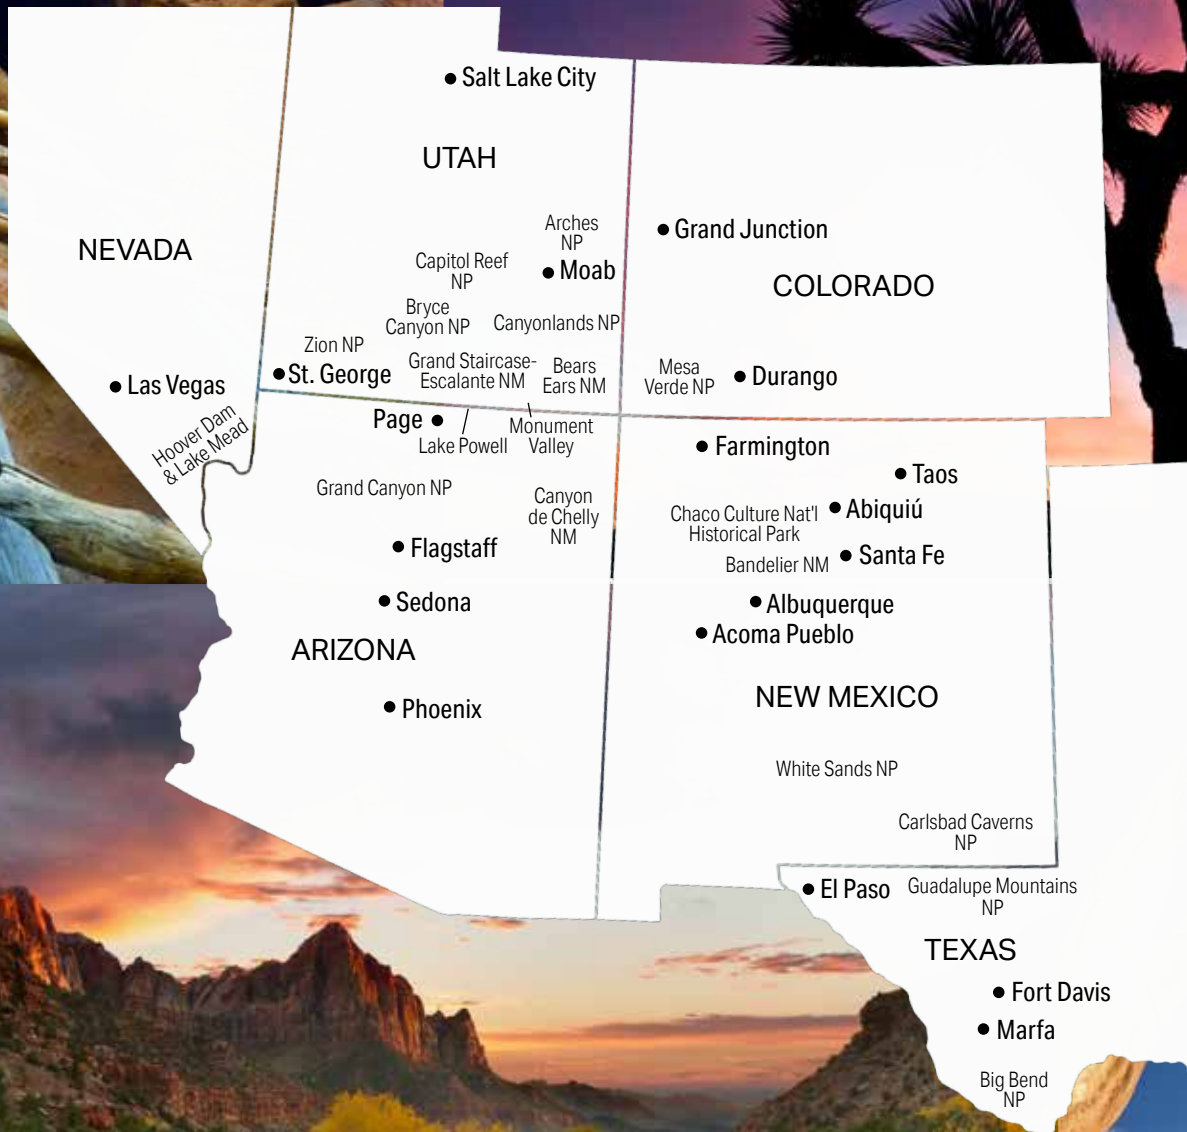 Salt Lake City
UTAH
NEVADA
Arches
NP
Grand Junction
Capitol Reef
NP
Moab
COLORADO
Bryce
Canyon NP
Canyonlands NP
Zion NP
St. George
Grand Staircase-
Escalante NM
Bears
Ears NM
Mesa
Verde NP
Durango
Las Vegas
Hoover Dam
& Lake Mead
Page
Lake Powell
Monument
Valley
Farmington
Taos
Grand Canyon NP
Canyon
de Chelly
NM
Chaco Culture Nat'l
Historical Park
Abiquiú
Flagstaff
Bandelier NM
Santa Fe
Sedona
Albuquerque
Acoma Pueblo
ARIZONA
NEW MEXICO
Phoenix
White Sands NP
Carlsbad Caverns
NP
El Paso
Guadalupe Mountains
NP
TEXAS
Fort Davis
Marfa
Big Bend
NP